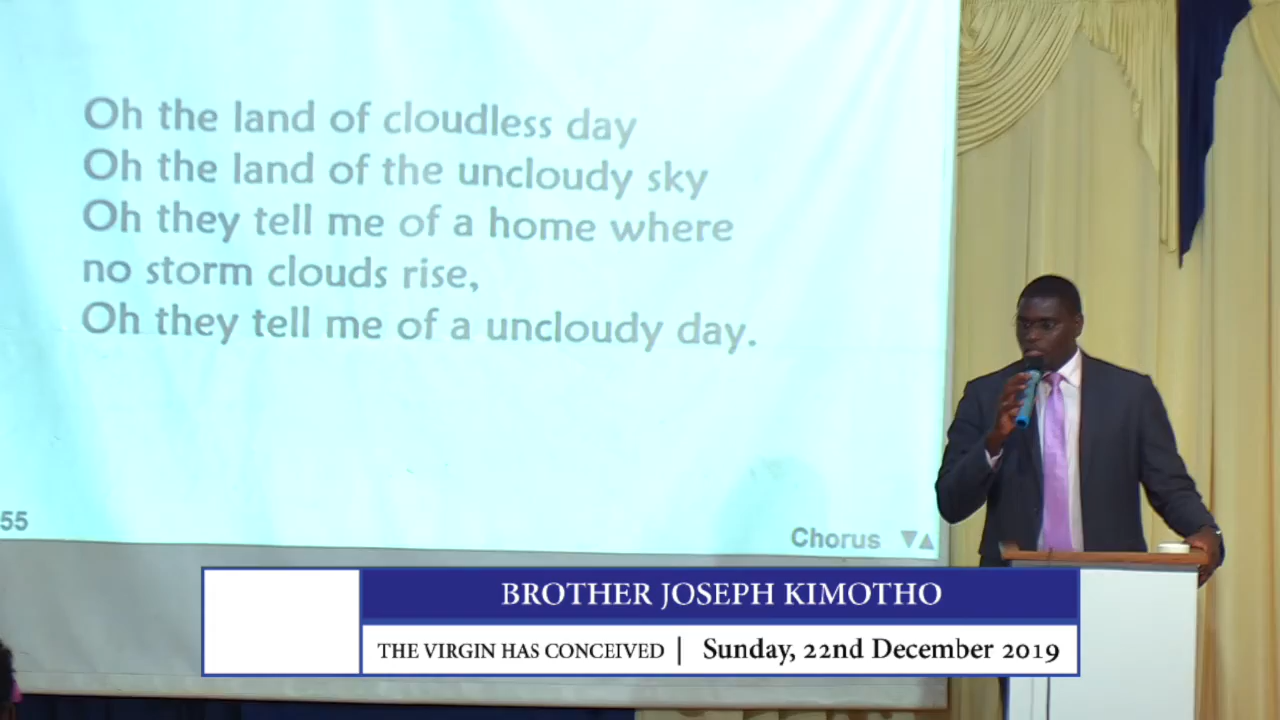 Oh the land of cloudless day
Oh the land of the uncloudy sky
Oh they tell me of a home where
no storm clouds rise,
Oh they tell me of a uncloudy day.
55
Chorus ▼▲
BROTHER JOSEPH KIMOTHO
THE VIRGIN HAS CONCEIVED | Sunday, 22nd December 2019